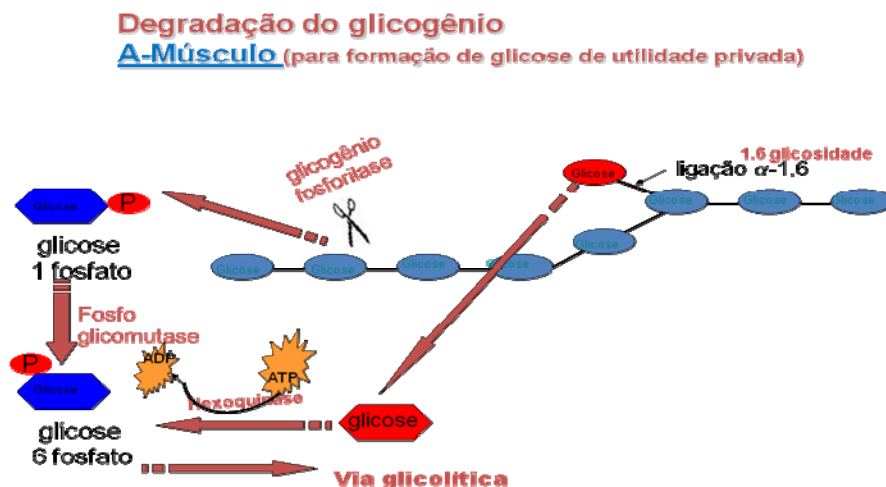 Degradação do glicogênio
A-Músculo (para formação de glicose de utilidade privada)
glicogênio
fosforilase
1.6 glicosidade
ligação α-1,6
Glicose
Glicose
Glicose
Glicose
Glicose
Glicose
Glicose
Glicose
Glicose
Glicose P
glicose
1 fosfato
Fosfo
glicomutase
P
Glicose
ADP
ATP
Hexoquinase
glicose
glicose
6 fosfato
Via glicolítica